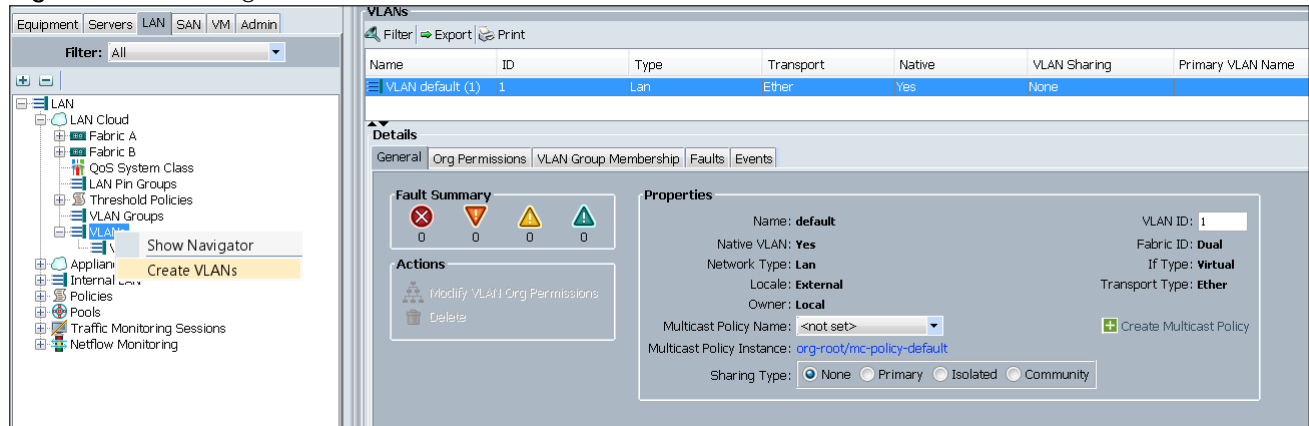 Equipment Servers LAN SAN VM Admin
Filter: All
LAN
LAN Cloud
Fabric A
Fabric B
QoS System Class
LAN Pin Groups
Threshold Policies
VLAN Groups
VLANs
Show Navigator
Create VLANs
Internal LAN
Policies
Pools
Traffic Monitoring Sessions
Netflow Monitoring
VLANs
Filter Export Print
Name ID Type Transport Native VLAN Sharing Primary VLAN Name
VLAN default (1) 1 Lan Ether Yes None
Details
General Org Permissions VLAN Group Membership Faults Events
Fault Summary
0 0 0 0
Actions
Modify VLAN Org Permissions
Delete
Properties
Name: default VLAN ID: 1
Native VLAN: Yes Fabric ID: Dual
Network Type: Lan If Type: Virtual
Locale: External Transport Type: Ether
Owner: Local
Multicast Policy Name: <not set> Create Multicast Policy
Multicast Policy Instance: org-root/mc-policy-default
Sharing Type: None Primary Isolated Community